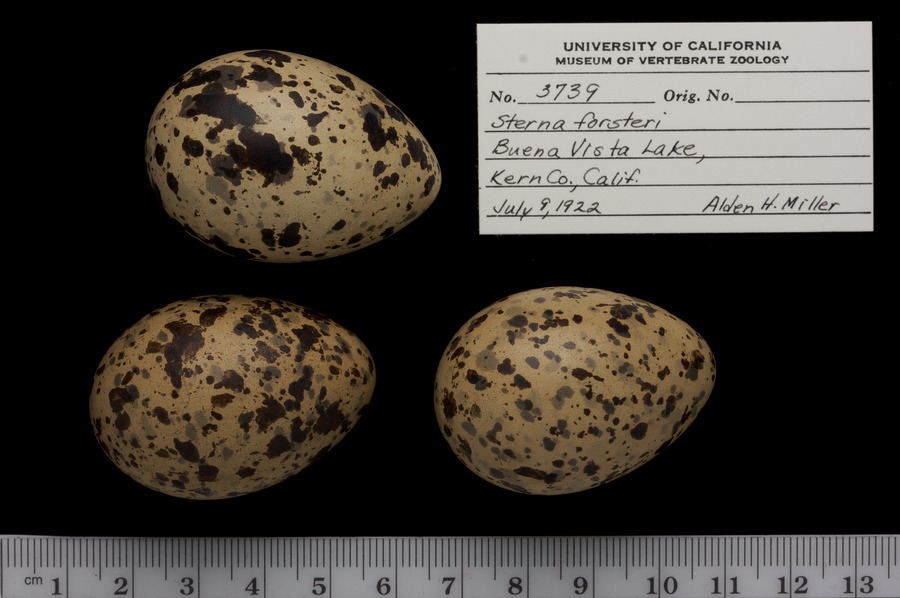 UNIVERSITY OF CALIFORNIA
MUSEUM OF VERTEBRATE ZOOLOGY
No. 3739 Orig. No.
Sterna forsteri
Buena Vista Lake,
Kern Co., Calif.
July 9, 1922 Alden H. Miller
cm 1 2 3 4 5 6 7 8 9 10 11 12 13